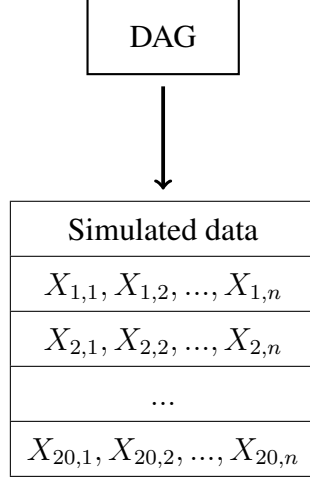 DAG
Simulated data
X_{1,1}, X_{1,2}, ..., X_{1,n}
X_{2,1}, X_{2,2}, ..., X_{2,n}
...
X_{20,1}, X_{20,2}, ..., X_{20,n}